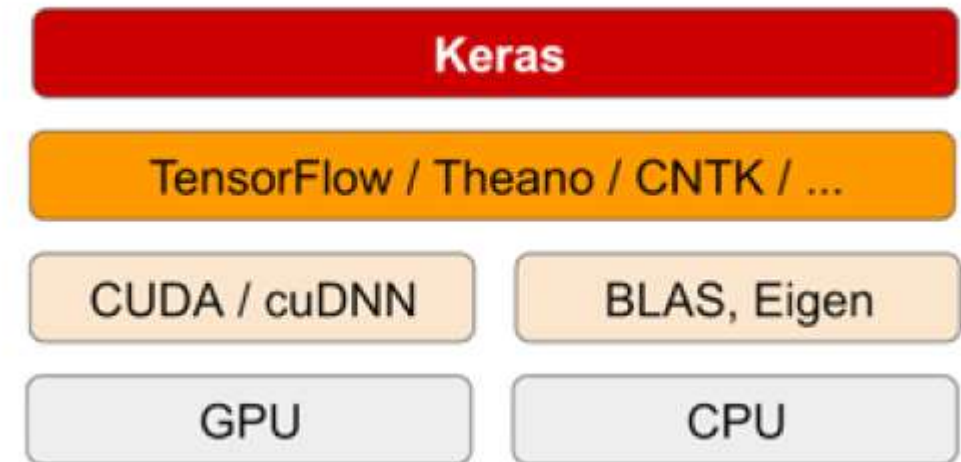 Keras
TensorFlow / Theano / CNTK / ...
CUDA / cuDNN
BLAS, Eigen
GPU
CPU